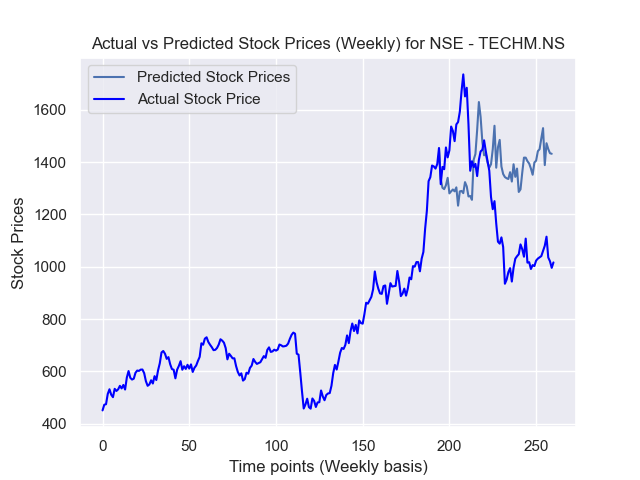 Actual vs Predicted Stock Prices (Weekly) for NSE - TECHM.NS
Predicted Stock Prices
Actual Stock Price
Stock Prices
1600
1400
1200
1000
800
600
400
0 50 100 150 200 250
Time points (Weekly basis)